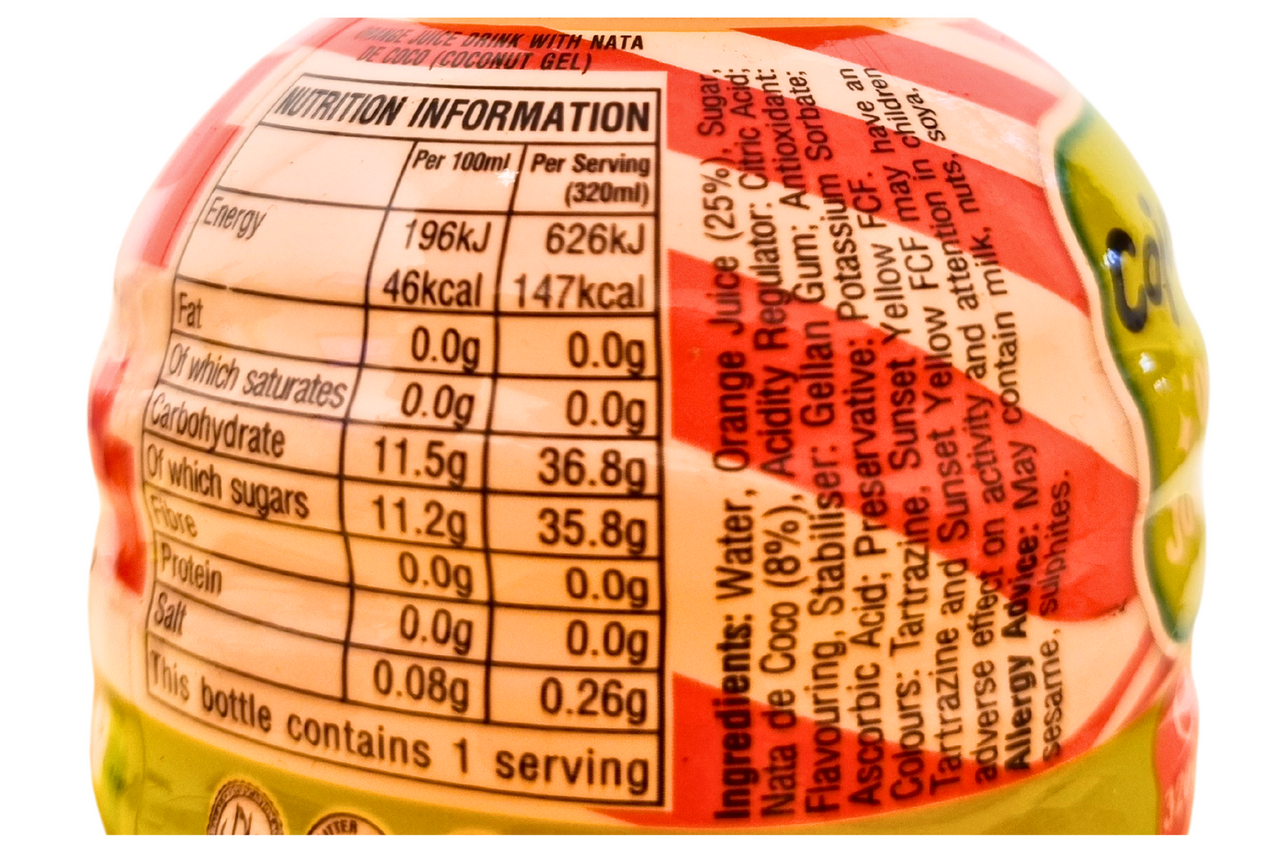 ORANGE JUICE DRINK WITH NATA
DE COCO (COCONUT GEL)
NUTRITION INFORMATION
Per 100ml Per Serving
(320ml)
Energy 196kJ 626kJ
46kcal 147kcal
Fat 0.0g 0.0g
Of which saturates 0.0g 0.0g
Carbohydrate 11.5g 36.8g
Of which sugars 11.2g 35.8g
Fibre 0.0g 0.0g
Protein 0.0g 0.0g
Salt 0.08g 0.26g
This bottle contains 1 serving
Ingredients: Water, Orange Juice (25%), Sugar,
Nata de Coco (8%), Acidity Regulator: Citric Acid;
Flavouring, Stabiliser: Gellan Gum; Antioxidant:
Ascorbic Acid; Preservative: Potassium Sorbate;
Colours: Tartrazine, Sunset Yellow FCF.
Tartrazine and Sunset Yellow FCF may have an
adverse effect on activity and attention in children.
Allergy Advice: May contain milk, nuts, soya,
sesame, sulphites.